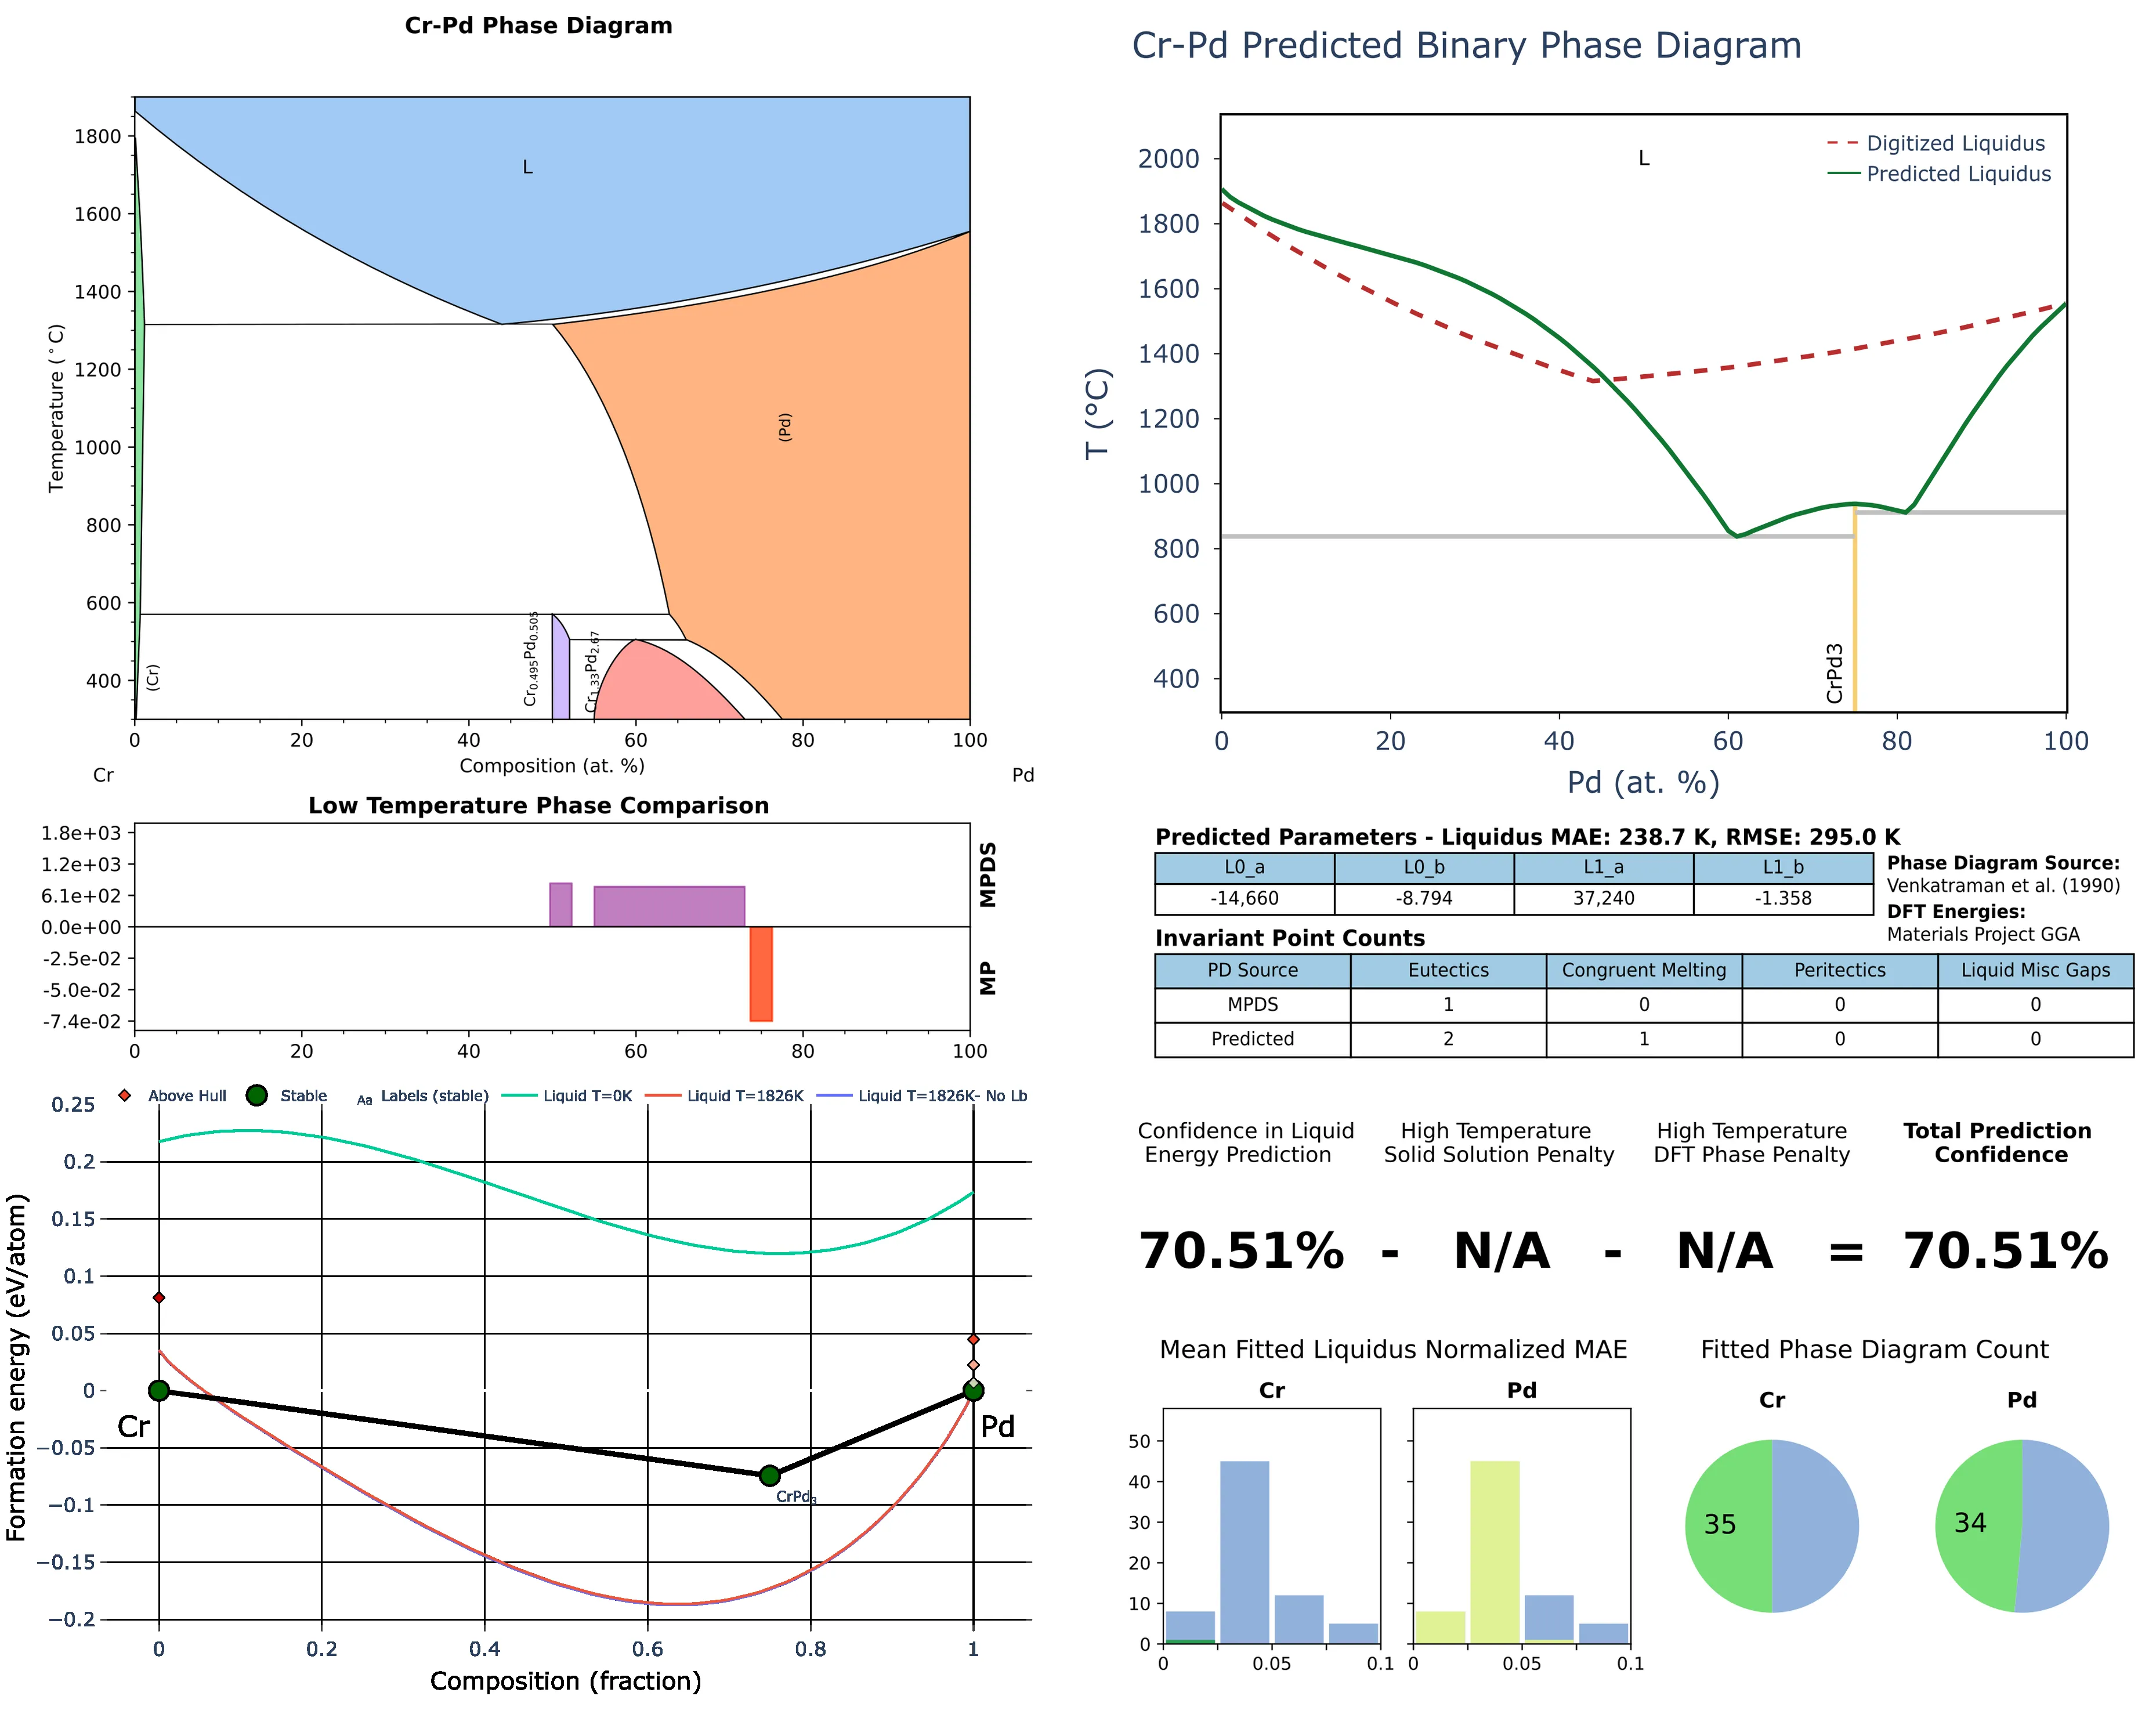 Cr-Pd Phase Diagram
Temperature (°C)
1800
1600
1400
1200
1000
800
600
400
L
(Pd)
(Cr)
Cr0.495Pd0.505
Cr1.33Pd2.67
0 20 40 60 80 100
Composition (at. %)
Cr Pd
Low Temperature Phase Comparison
1.8e+03
1.2e+03
6.1e+02
0.0e+00
-2.5e-02
-5.0e-02
-7.4e-02
MPDS
MP
0 20 40 60 80 100
Above Hull Stable Aa Labels (stable) Liquid T=0K Liquid T=1826K Liquid T=1826K- No Lb
Formation energy (eV/atom)
0.25
0.2
0.15
0.1
0.05
0
−0.05
−0.1
−0.15
−0.2
Cr
Pd
CrPd3
0 0.2 0.4 0.6 0.8 1
Composition (fraction)
Cr-Pd Predicted Binary Phase Diagram
T (°C)
2000
1800
1600
1400
1200
1000
800
600
400
L
Digitized Liquidus
Predicted Liquidus
CrPd3
0 20 40 60 80 100
Pd (at. %)
Predicted Parameters - Liquidus MAE: 238.7 K, RMSE: 295.0 K
L0_a L0_b L1_a L1_b
-14,660 -8.794 37,240 -1.358
Phase Diagram Source:
Venkatraman et al. (1990)
DFT Energies:
Materials Project GGA
Invariant Point Counts
PD Source Eutectics Congruent Melting Peritectics Liquid Misc Gaps
MPDS 1 0 0 0
Predicted 2 1 0 0
Confidence in Liquid Energy Prediction
High Temperature Solid Solution Penalty
High Temperature DFT Phase Penalty
Total Prediction Confidence
70.51% - N/A - N/A = 70.51%
Mean Fitted Liquidus Normalized MAE
Cr Pd
50
40
30
20
10
0
0 0.05 0.1 0 0.05 0.1
Fitted Phase Diagram Count
Cr Pd
35 34